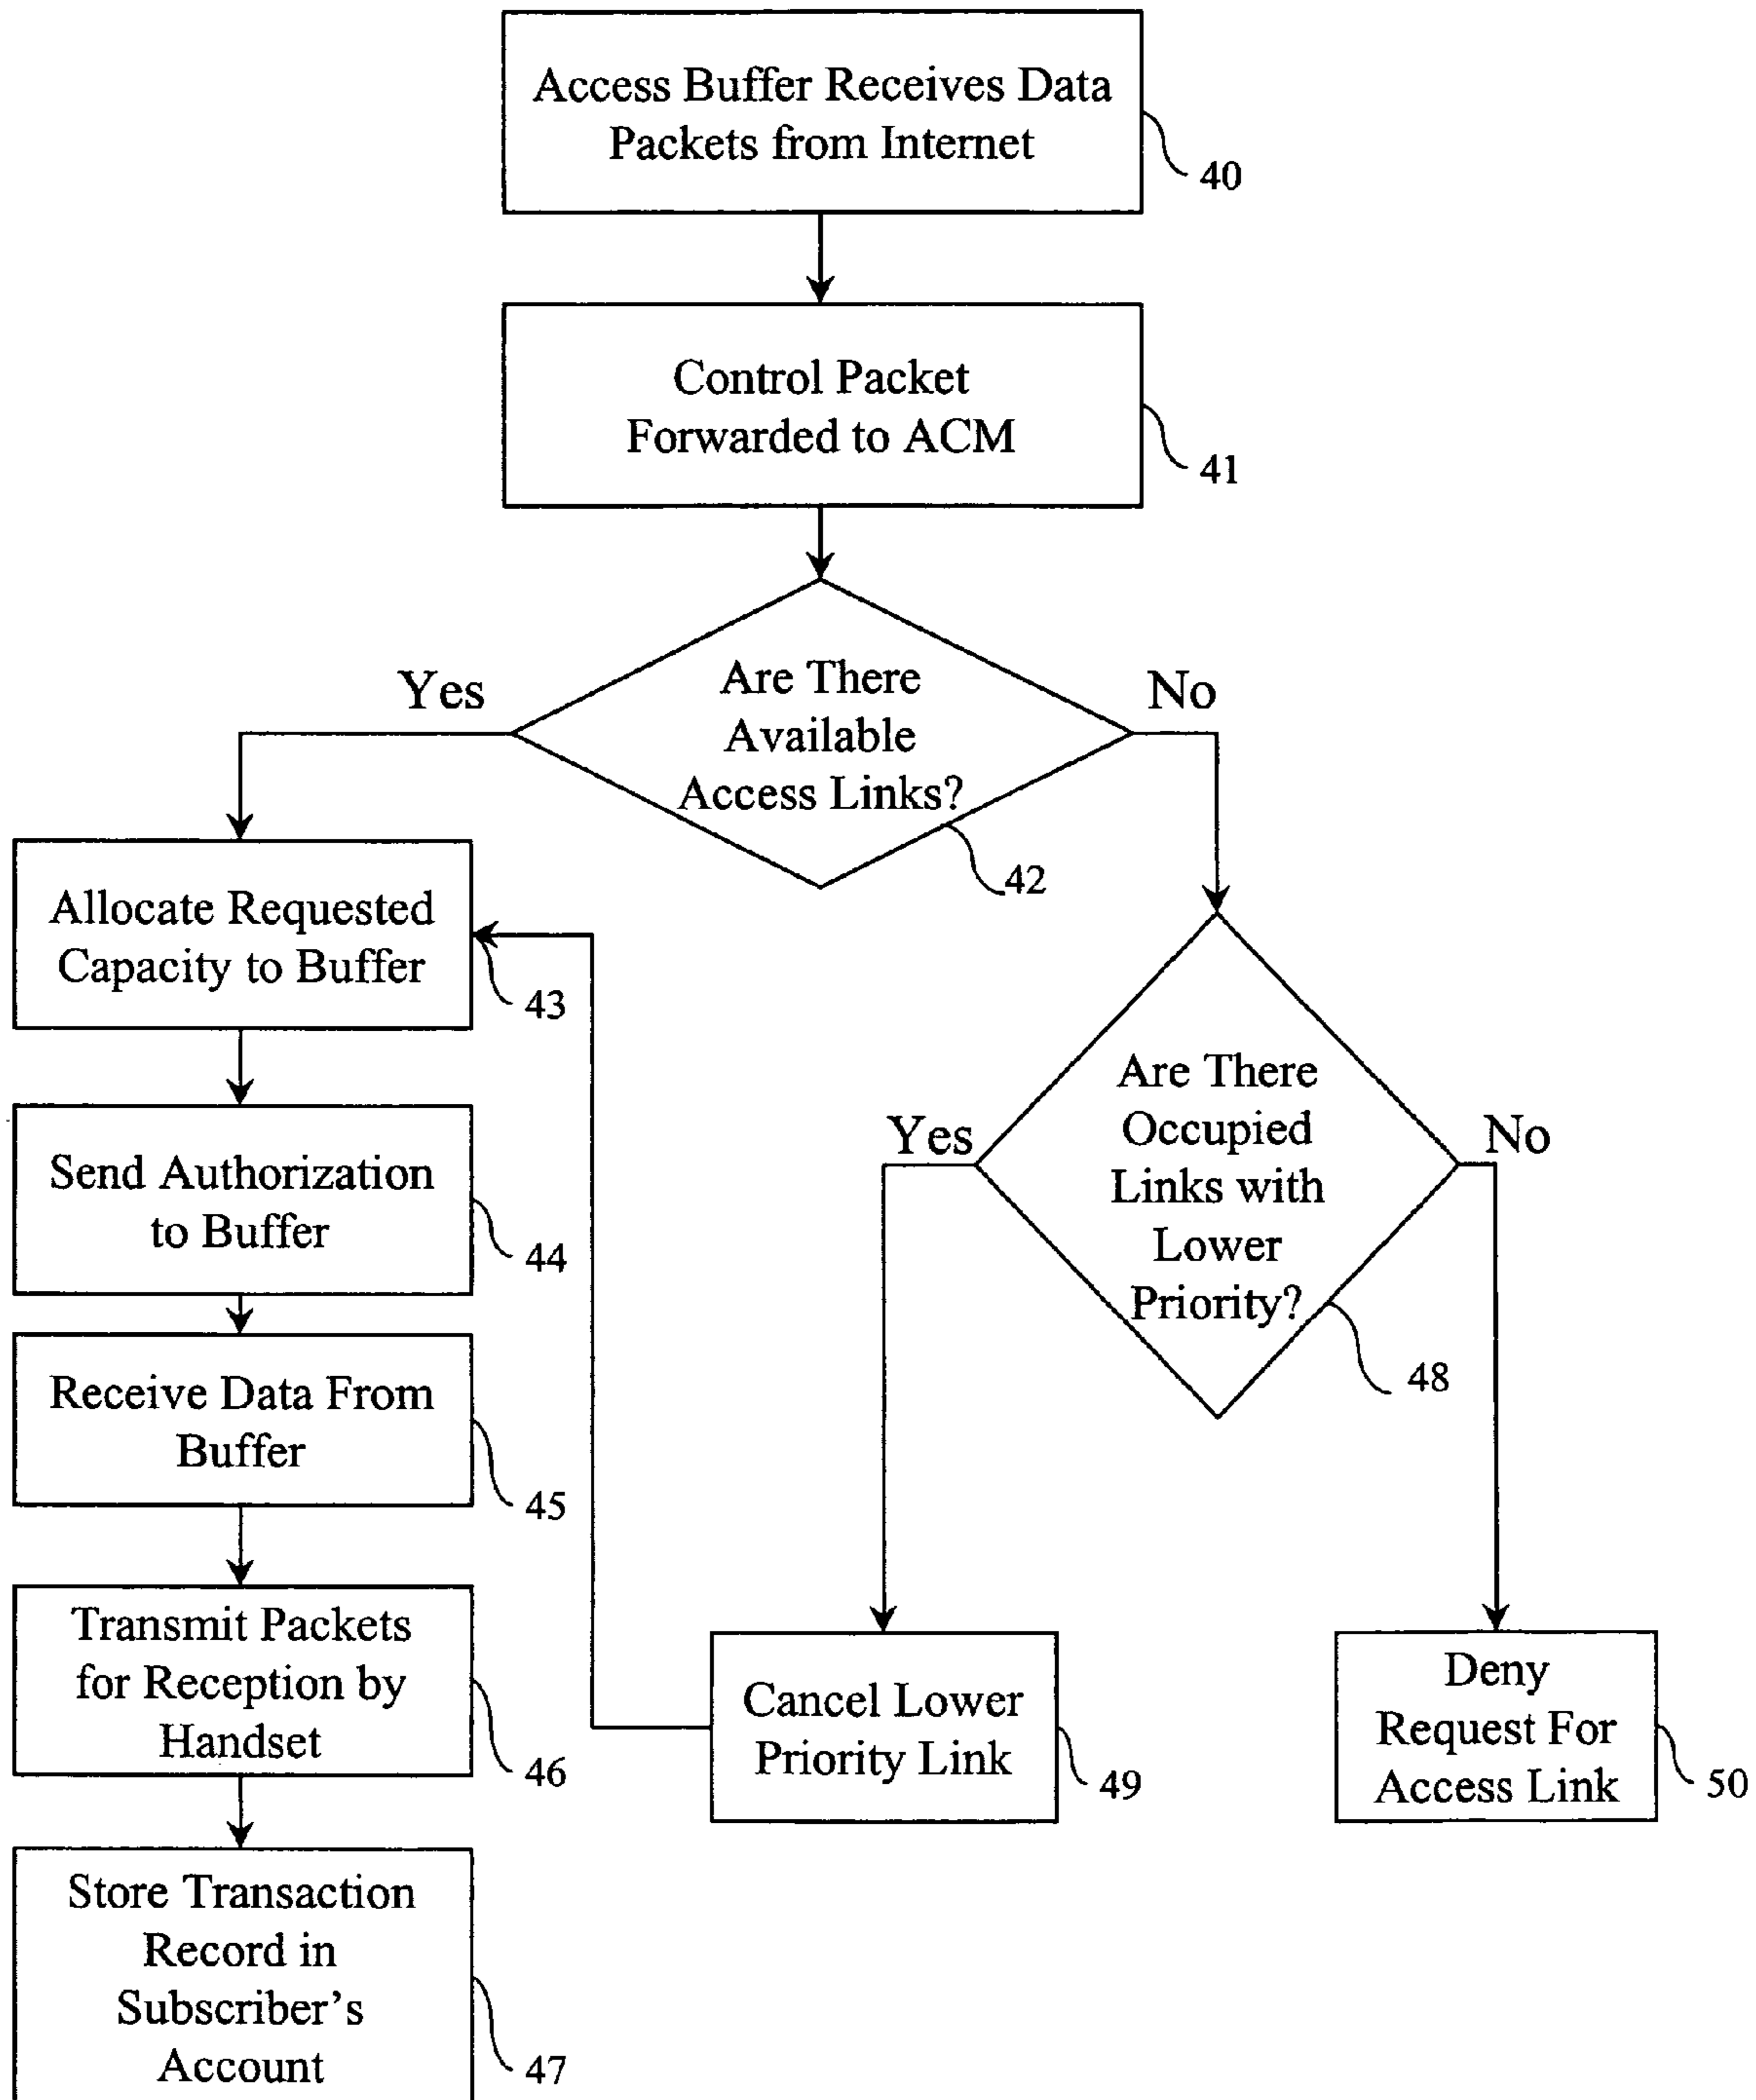 Access Buffer Receives Data
Packets from Internet
40
Control Packet
Forwarded to ACM
41
Are There
Available
Access Links?
Yes
No
42
Allocate Requested
Capacity to Buffer
43
Send Authorization
to Buffer
44
Receive Data From
Buffer
45
Transmit Packets
for Reception by
Handset
46
Store Transaction
Record in
Subscriber's
Account
47
Are There
Occupied
Links with
Lower
Priority?
Yes
No
48
Cancel Lower
Priority Link
49
Deny
Request For
Access Link
50